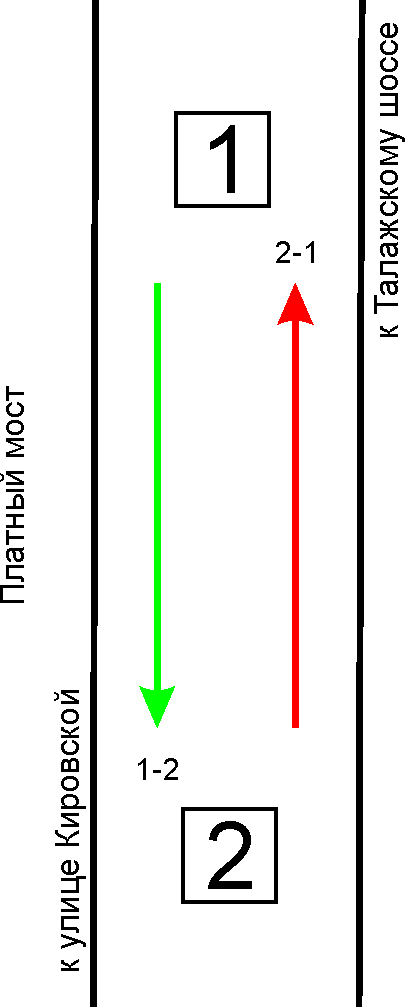 к Талажскому шоссе
1
2-1
Платный мост
к улице Кировской
1-2
2